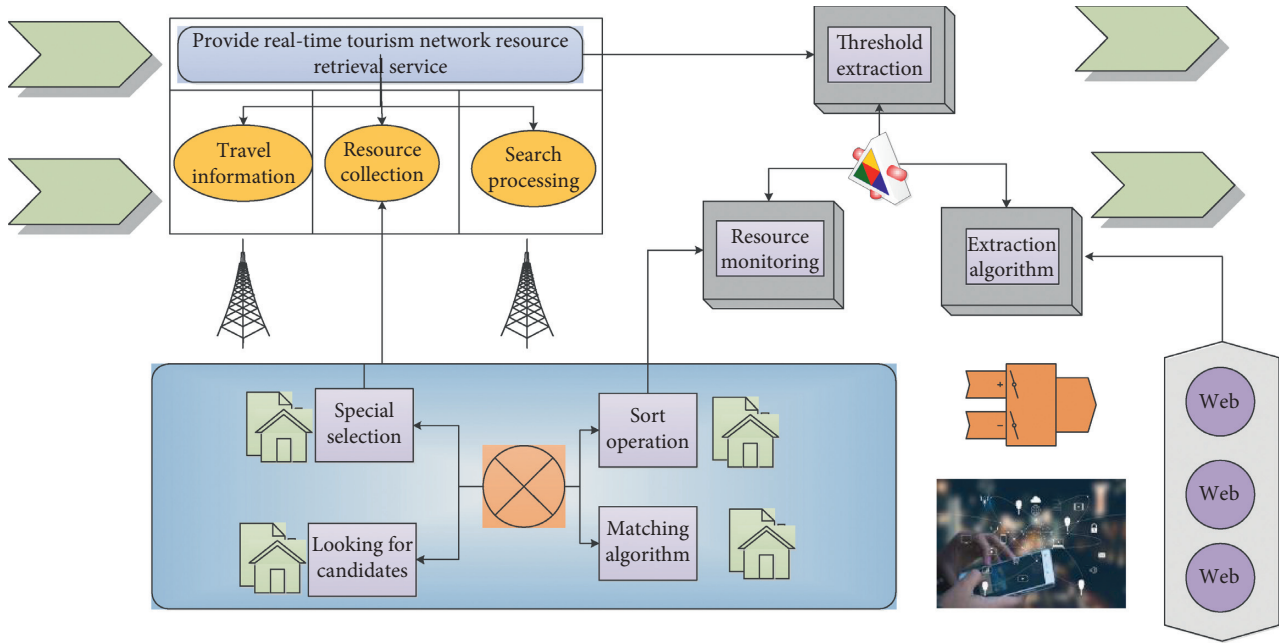 Provide real-time tourism network resource
retrieval service
Threshold
extraction
Travel
information
Resource
collection
Search
processing
Resource
monitoring
Extraction
algorithm
Special
selection
Sort
operation
Looking for
candidates
Matching
algorithm
+
−
Web
Web
Web